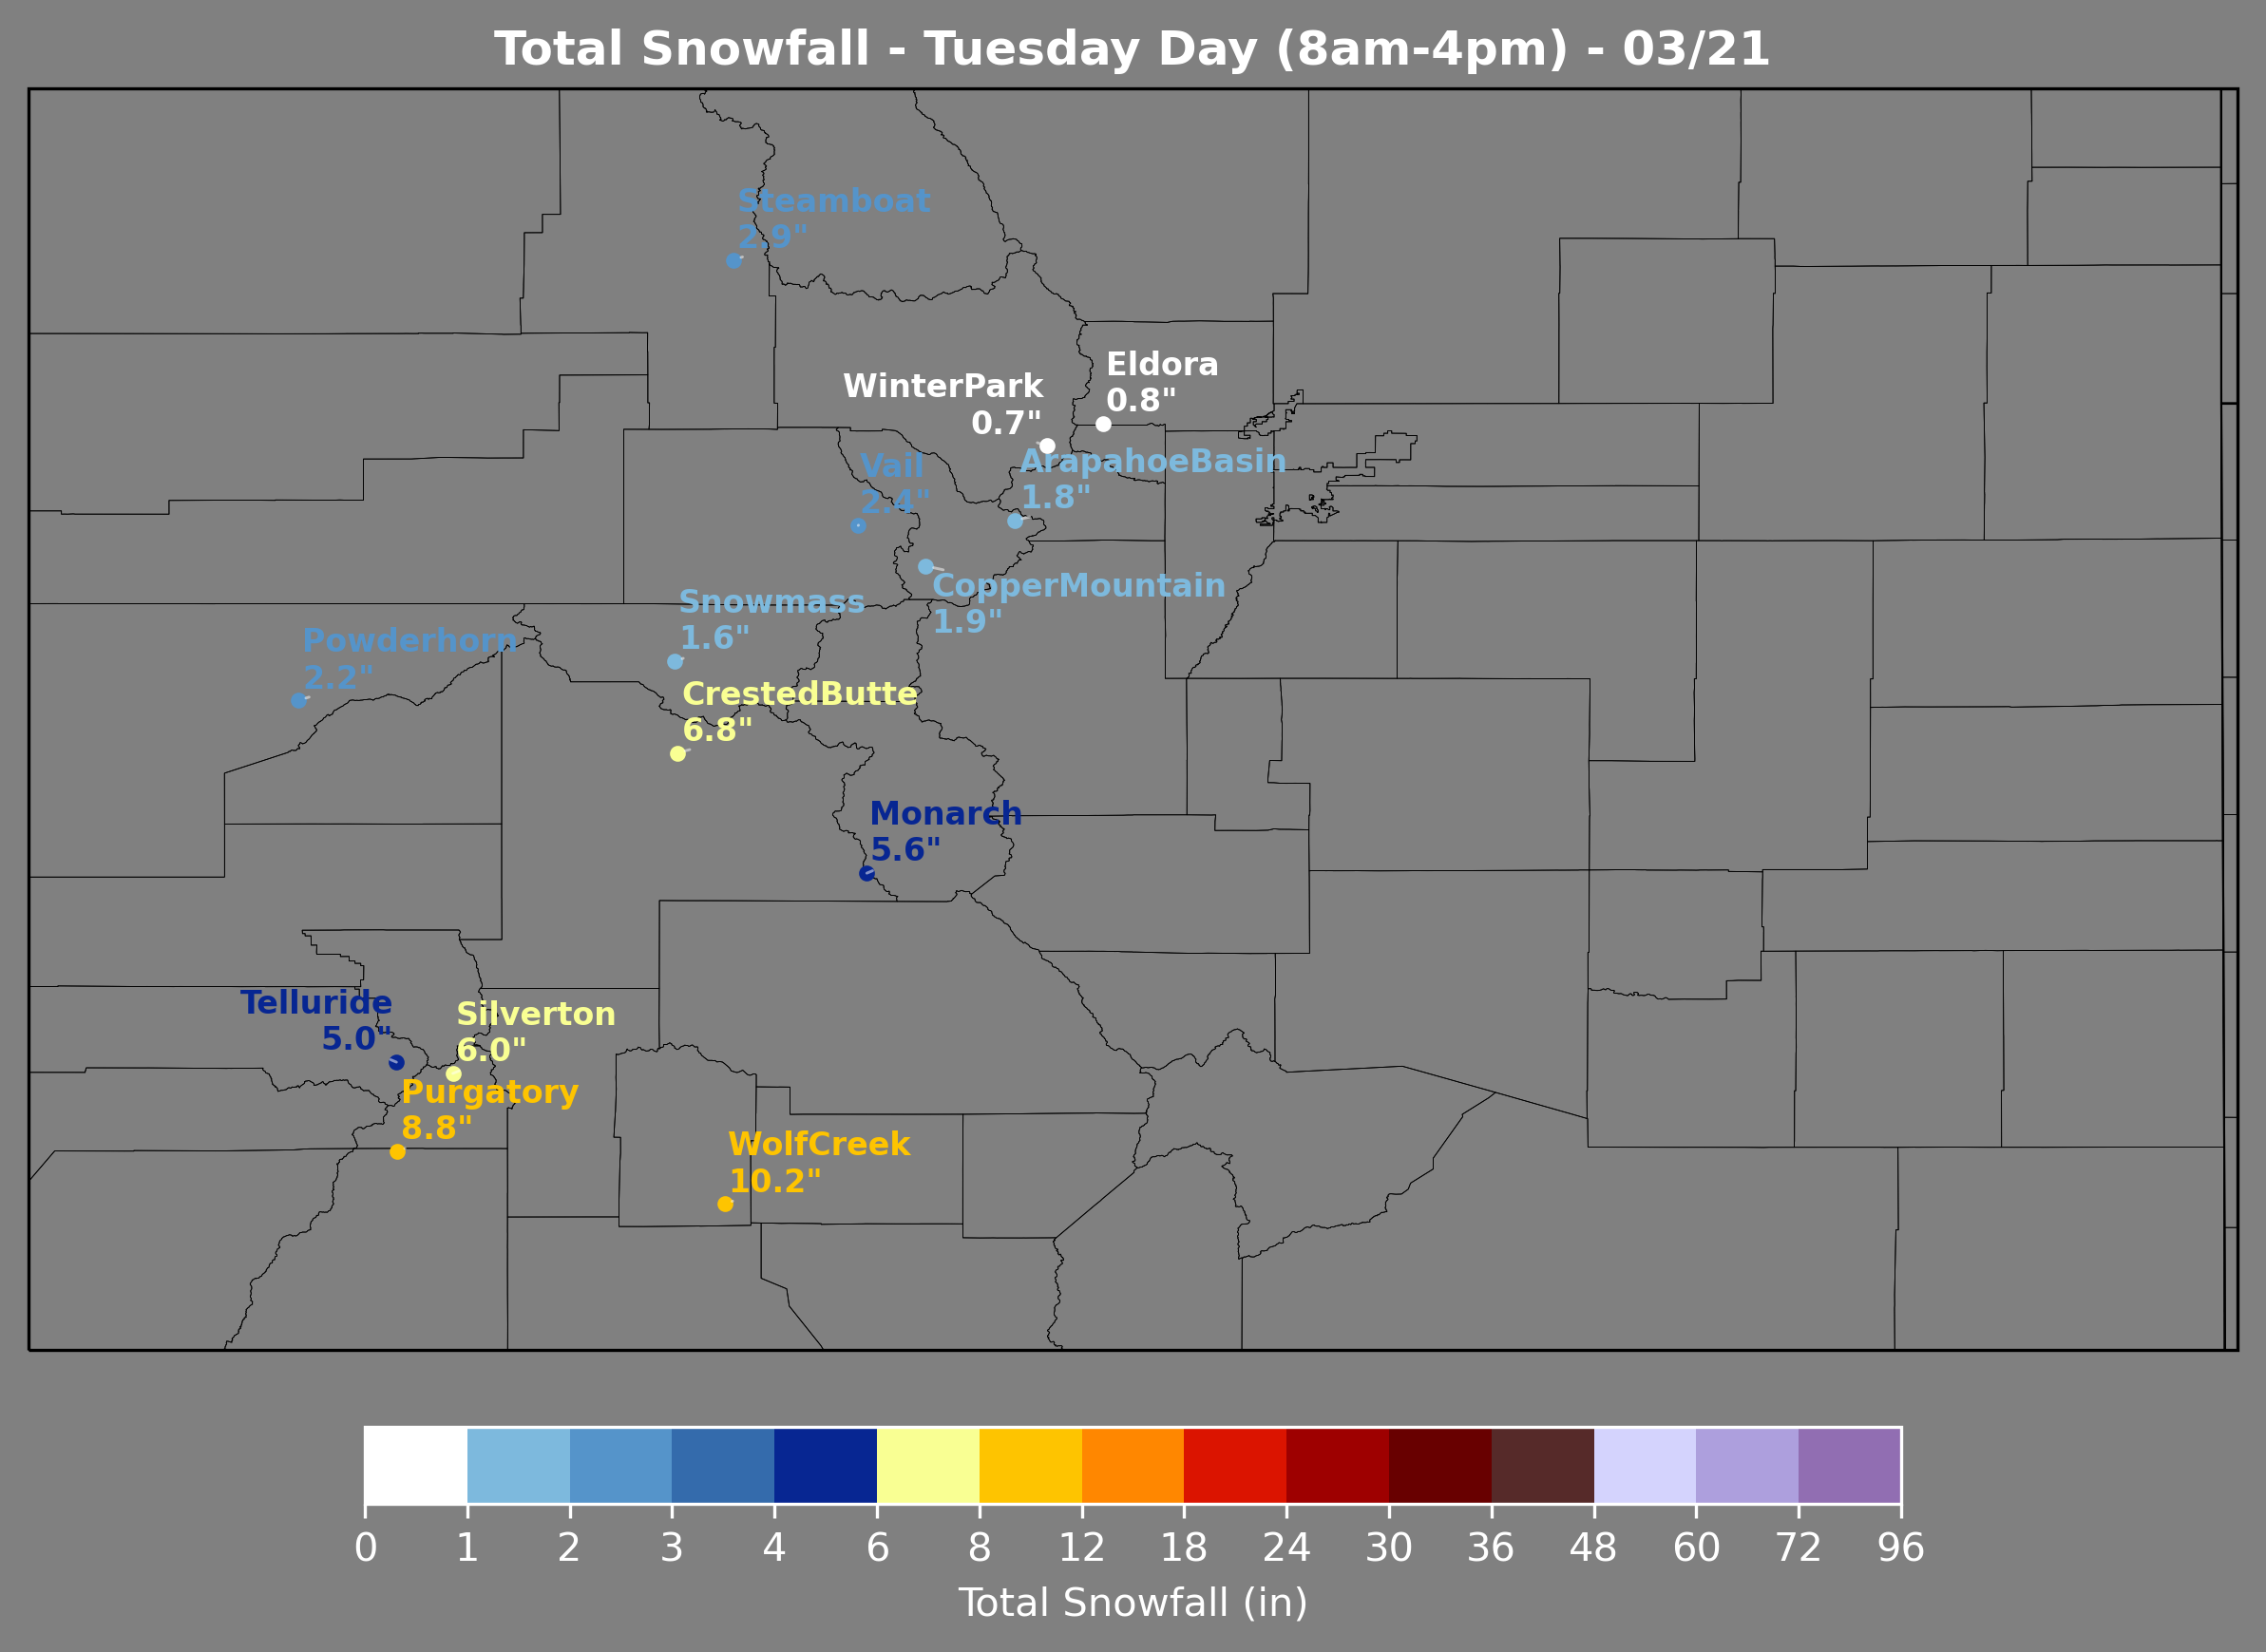 Total Snowfall - Tuesday Day (8am-4pm) - 03/21
Steamboat
2.9"
Eldora
0.8"
WinterPark
0.7"
Vail
2.4"
ArapahoeBasin
1.8"
CopperMountain
1.9"
Snowmass
1.6"
Powderhorn
2.2"
CrestedButte
6.8"
Monarch
5.6"
Telluride
5.0"
Silverton
6.0"
Purgatory
8.8"
WolfCreek
10.2"
0 1 2 3 4 6 8 12 18 24 30 36 48 60 72 96
Total Snowfall (in)